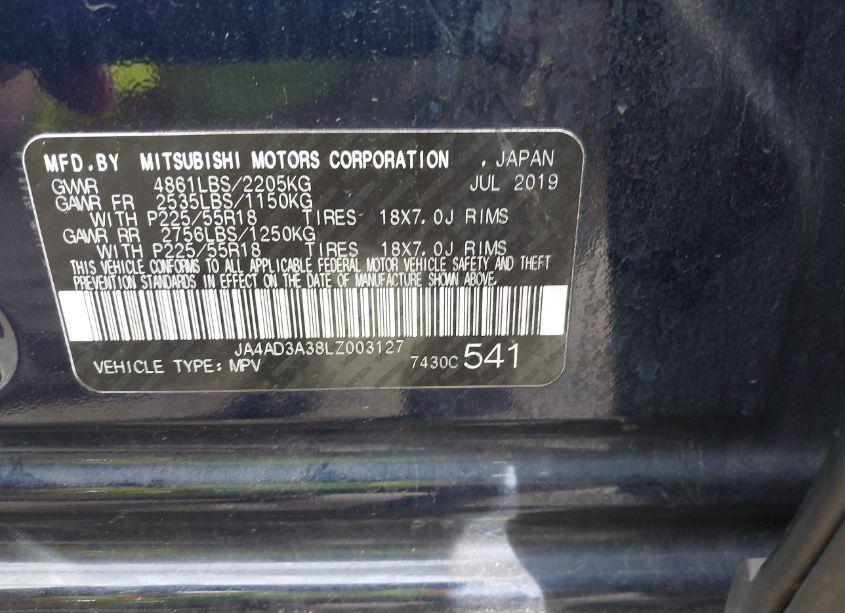 MFD.BY MITSUBISHI MOTORS CORPORATION , JAPAN
GVWR 4861LBS/2205KG JUL 2019
GAWR FR 2535LBS/1150KG
WITH P225/55R18 TIRES 18X7.0J RIMS
GAWR RR 2756LBS/1250KG
WITH P225/55R18 TIRES 18X7.0J RIMS
THIS VEHICLE CONFORMS TO ALL APPLICABLE FEDERAL MOTOR VEHICLE SAFETY AND THEFT
PREVENTION STANDARDS IN EFFECT ON THE DATE OF MANUFACTURE SHOWN ABOVE.
JA4AD3A38LZ003127
VEHICLE TYPE: MPV 7430C 541